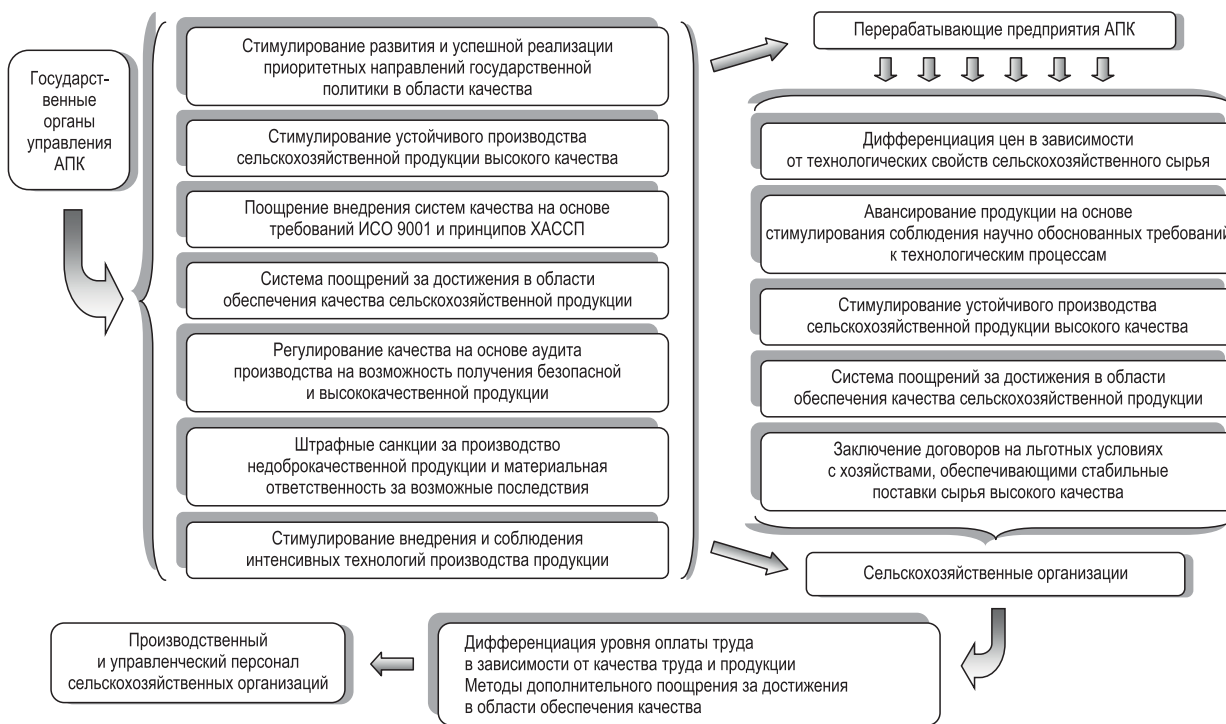 Государст-
венные
органы
управления
АПК
Стимулирование развития и успешной реализации
приоритетных направлений государственной
политики в области качества
Стимулирование устойчивого производства
сельскохозяйственной продукции высокого качества
Поощрение внедрения систем качества на основе
требований ИСО 9001 и принципов ХАССП
Система поощрений за достижения в области
обеспечения качества сельскохозяйственной продукции
Регулирование качества на основе аудита
производства на возможность получения безопасной
и высококачественной продукции
Штрафные санкции за производство
недоброкачественной продукции и материальная
ответственность за возможные последствия
Стимулирование внедрения и соблюдения
интенсивных технологий производства продукции
Перерабатывающие предприятия АПК
Дифференциация цен в зависимости
от технологических свойств сельскохозяйственного сырья
Авансирование продукции на основе
стимулирования соблюдения научно обоснованных требований
к технологическим процессам
Стимулирование устойчивого производства
сельскохозяйственной продукции высокого качества
Система поощрений за достижения в области
обеспечения качества сельскохозяйственной продукции
Заключение договоров на льготных условиях
с хозяйствами, обеспечивающими стабильные
поставки сырья высокого качества
Сельскохозяйственные организации
Дифференциация уровня оплаты труда
в зависимости от качества труда и продукции
Методы дополнительного поощрения за достижения
в области обеспечения качества
Производственный
и управленческий персонал
сельскохозяйственных организаций